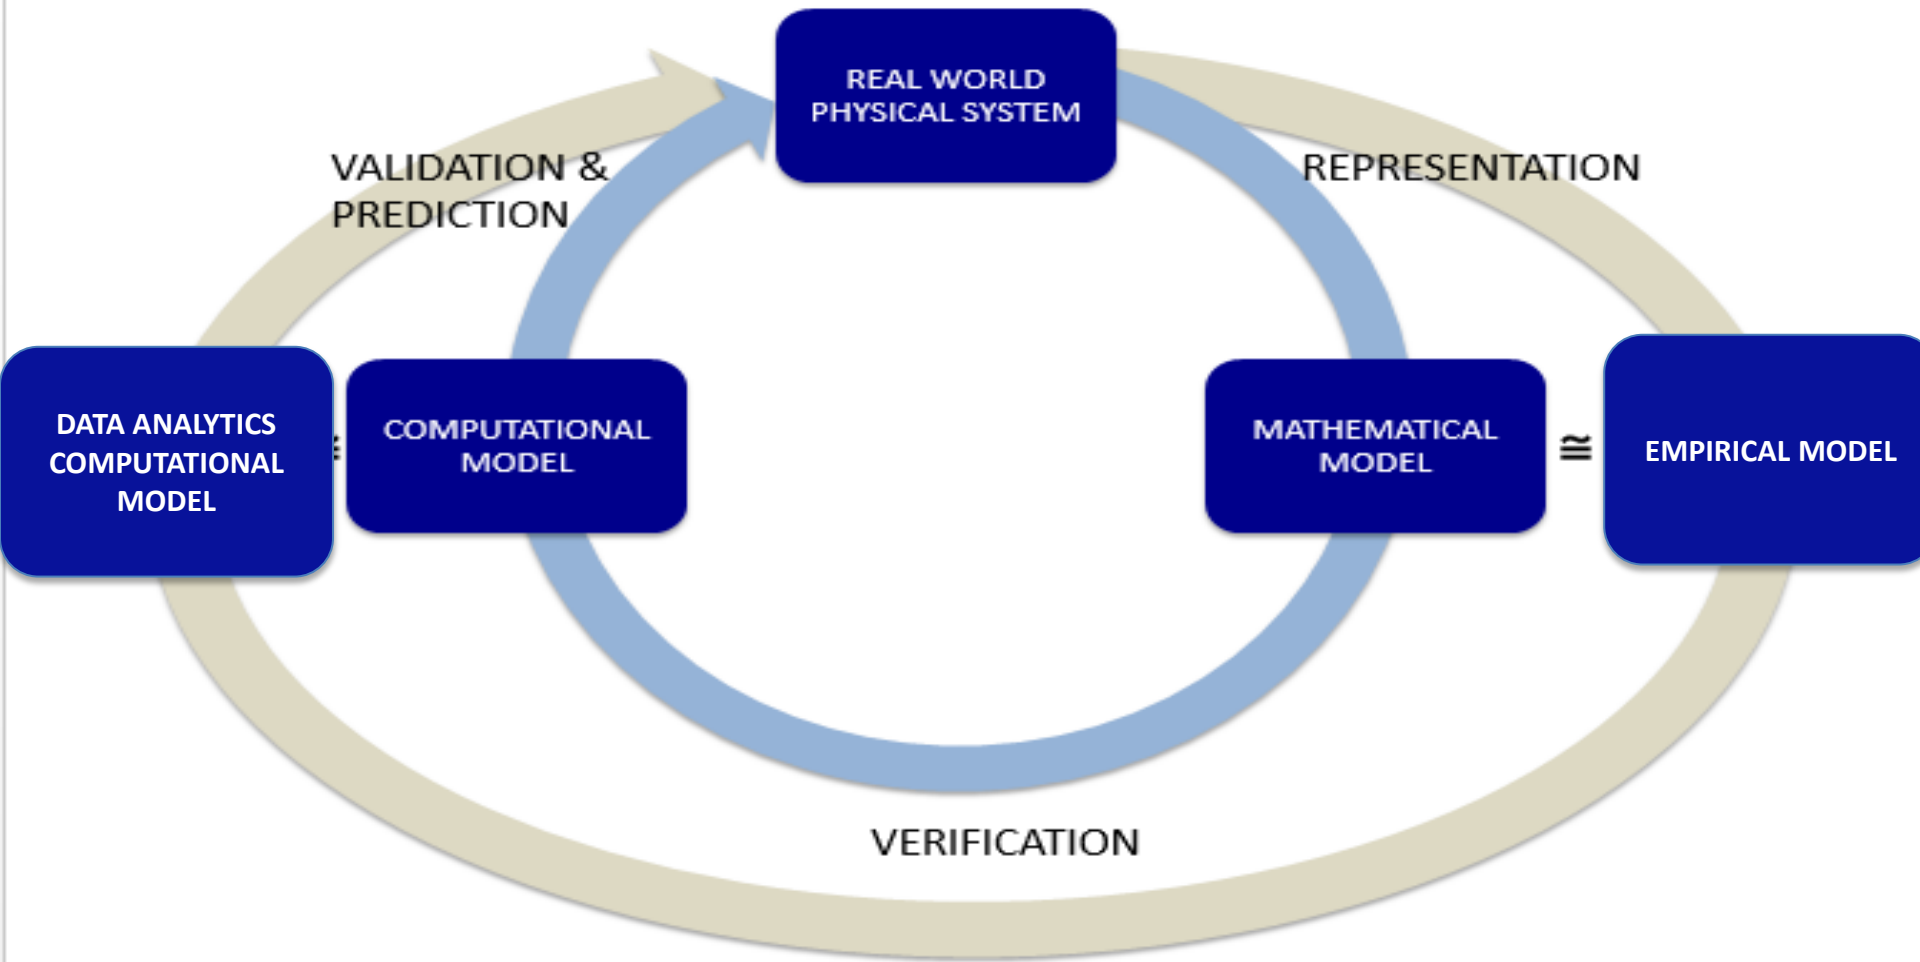 REAL WORLD
PHYSICAL SYSTEM
VALIDATION &
PREDICTION
REPRESENTATION
DATA ANALYTICS
COMPUTATIONAL
MODEL
COMPUTATIONAL
MODEL
MATHEMATICAL
MODEL
≅
EMPIRICAL MODEL
VERIFICATION